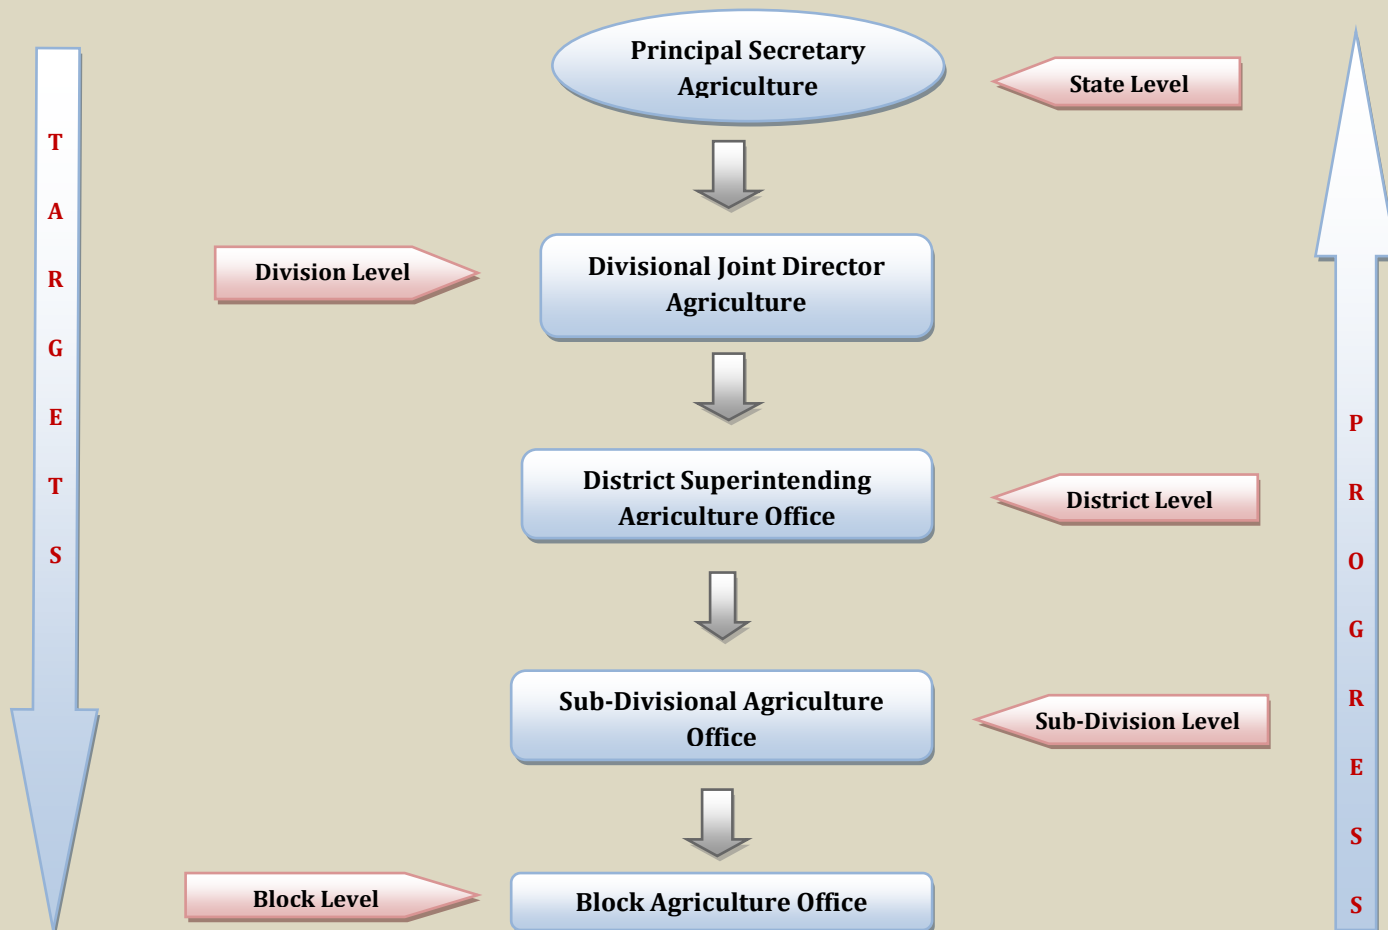 Principal Secretary
Agriculture
State Level
Division Level
Divisional Joint Director
Agriculture
District Superintending
Agriculture Office
District Level
Sub-Divisional Agriculture
Office
Sub-Division Level
Block Level
Block Agriculture Office
T
A
R
G
E
T
S
P
R
O
G
R
E
S
S